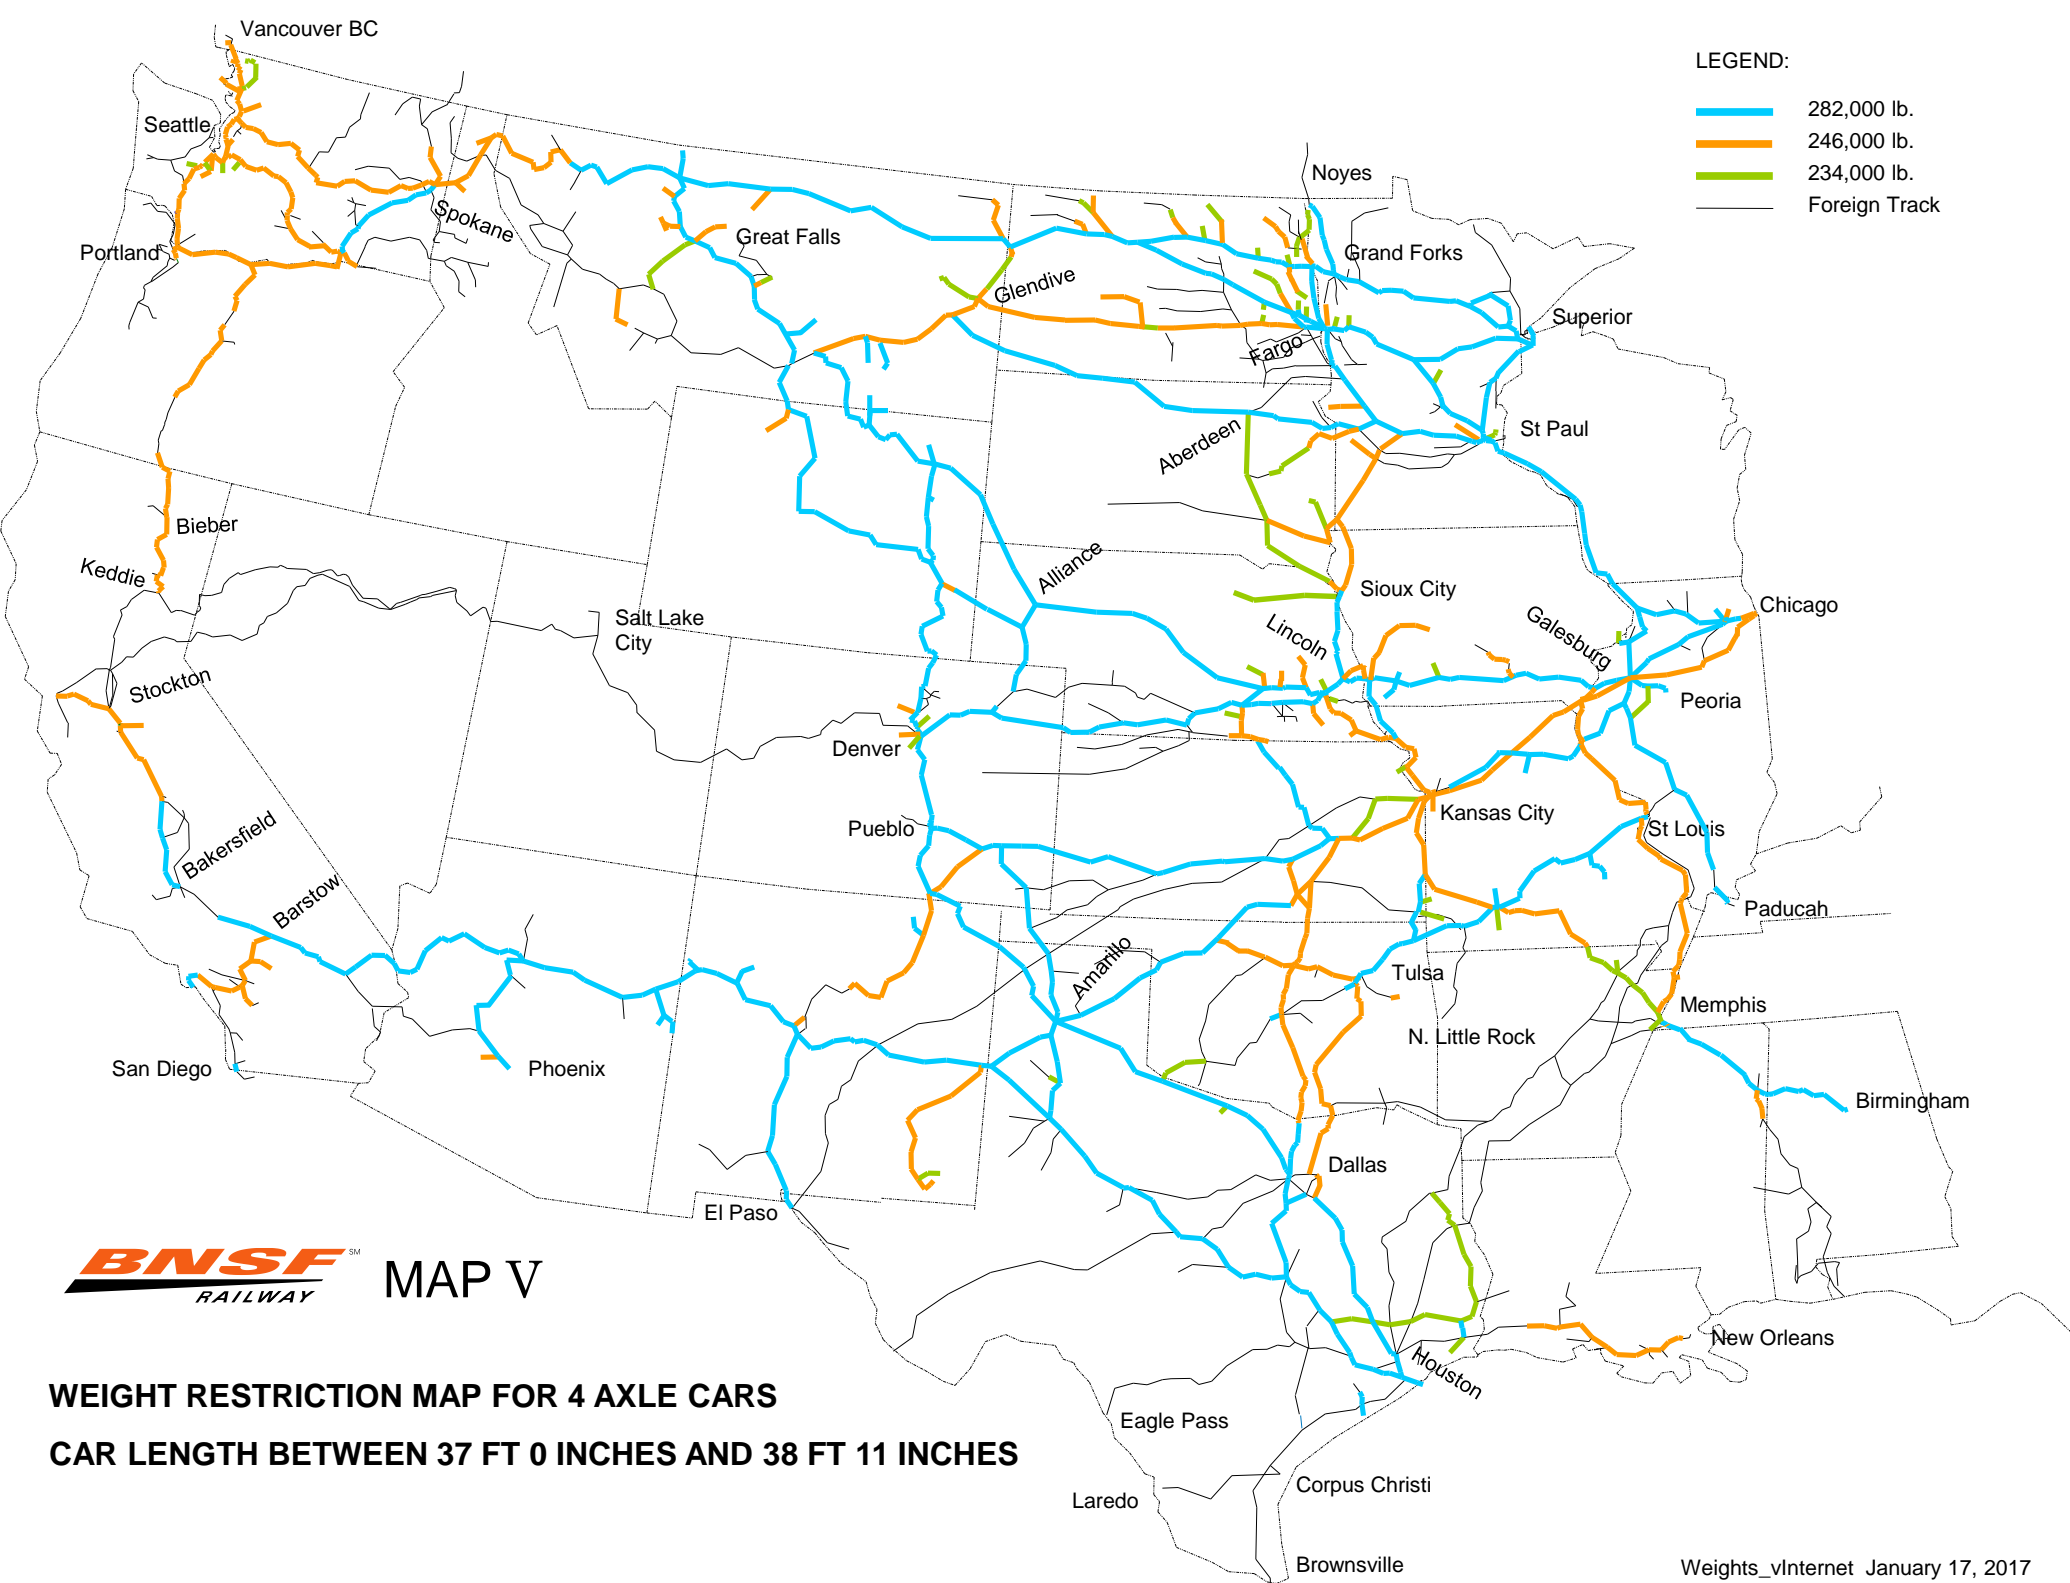 Vancouver BC
LEGEND:
282,000 lb.
246,000 lb.
234,000 lb.
Foreign Track
Seattle
Noyes
Spokane
Portland
Great Falls
Grand Forks
Glendive
Superior
Fargo
St Paul
Aberdeen
Bieber
Keddie
Alliance
Sioux City
Chicago
Salt Lake
City
Lincoln
Galesburg
Stockton
Peoria
Denver
Kansas City
Pueblo
St Louis
Bakersfield
Barstow
Paducah
Amarillo
Tulsa
Memphis
N. Little Rock
San Diego
Phoenix
Birmingham
Dallas
El Paso
BNSF SM
RAILWAY
MAP V
New Orleans
Houston
WEIGHT RESTRICTION MAP FOR 4 AXLE CARS
Eagle Pass
CAR LENGTH BETWEEN 37 FT 0 INCHES AND 38 FT 11 INCHES
Corpus Christi
Laredo
Brownsville
Weights_vInternet January 17, 2017